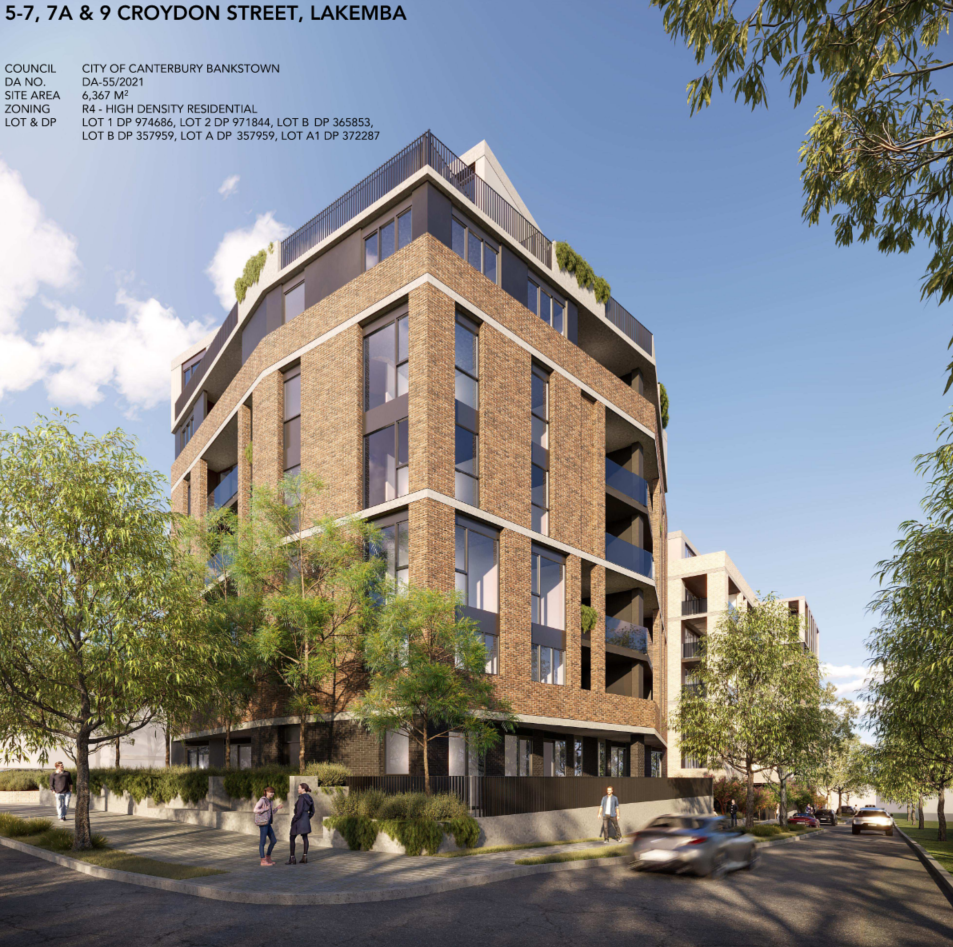 5-7, 7A & 9 CROYDON STREET, LAKEMBA
COUNCIL CITY OF CANTERBURY BANKSTOWN
DA NO. DA-55/2021
SITE AREA 6,367 M²
ZONING R4 - HIGH DENSITY RESIDENTIAL
LOT & DP LOT 1 DP 974686, LOT 2 DP 971844, LOT B DP 365853,
LOT B DP 357959, LOT A DP 357959, LOT A1 DP 372287